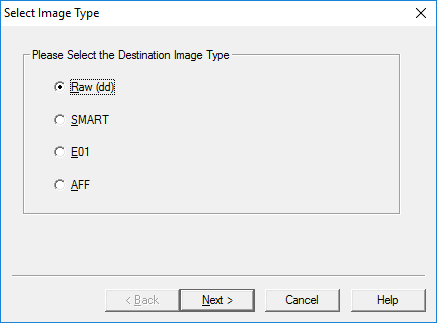 Select Image Type
Please Select the Destination Image Type
Raw (dd)
SMART
E01
AFF
< Back Next > Cancel Help